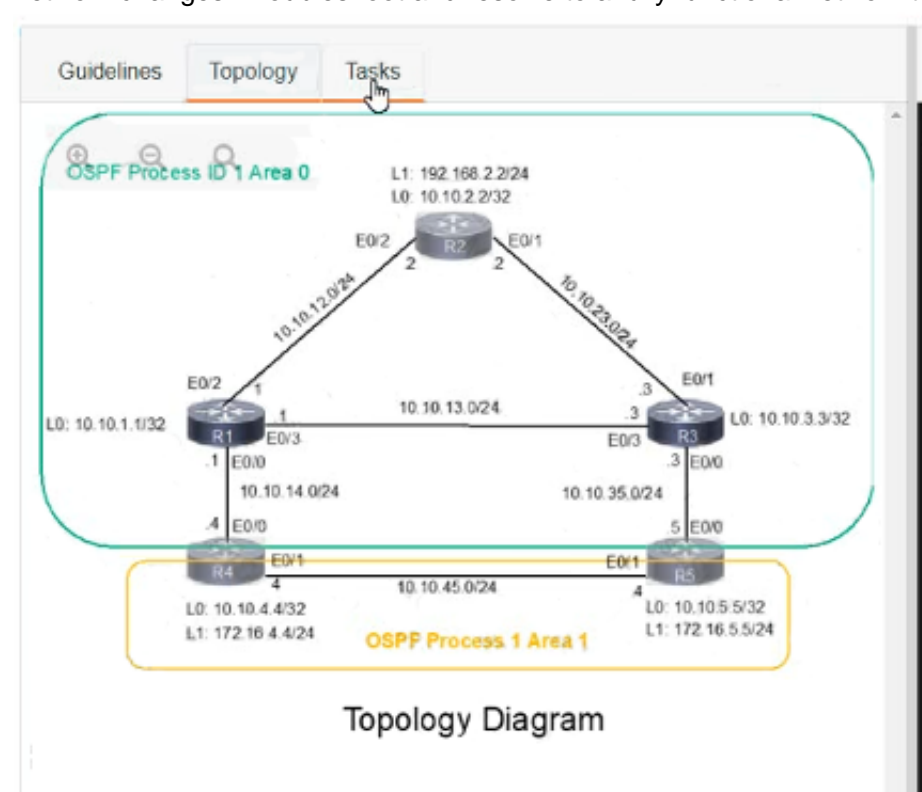 Guidelines Topology Tasks
OSPF Process ID 1 Area 0
L1: 192.168.2.2/24
L0: 10.10.2.2/32
E0/2 R2 E0/1
2 2
10.10.12.0/24
10.10.23.0/24
E0/2 1
.3 E0/1
L0: 10.10.1.1/32 R1 .1 E0/3
10.10.13.0/24
.3 E0/3 R3 L0: 10.10.3.3/32
.1 E0/0
.3 E0/0
10.10.14.0/24
10.10.35.0/24
.4 E0/0
.5 E0/0
R4 E0/1 4
10.10.45.0/24
E0/1 4 R5
L0: 10.10.4.4/32
L1: 172.16.4.4/24
OSPF Process 1 Area 1
L0: 10.10.5.5/32
L1: 172.16.5.5/24
Topology Diagram